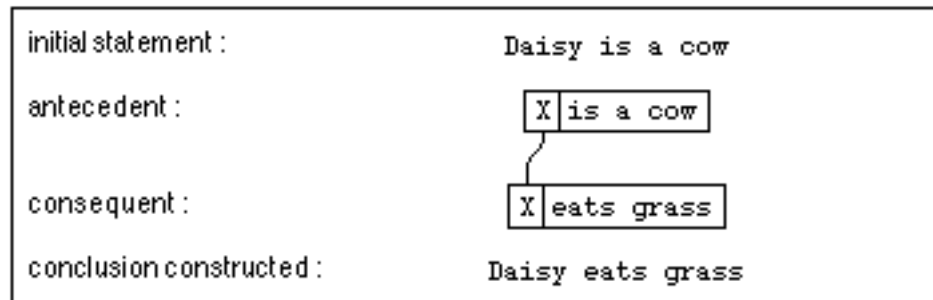 initial statement : Daisy is a cow
antecedent : X is a cow
consequent : X eats grass
conclusion constructed : Daisy eats grass